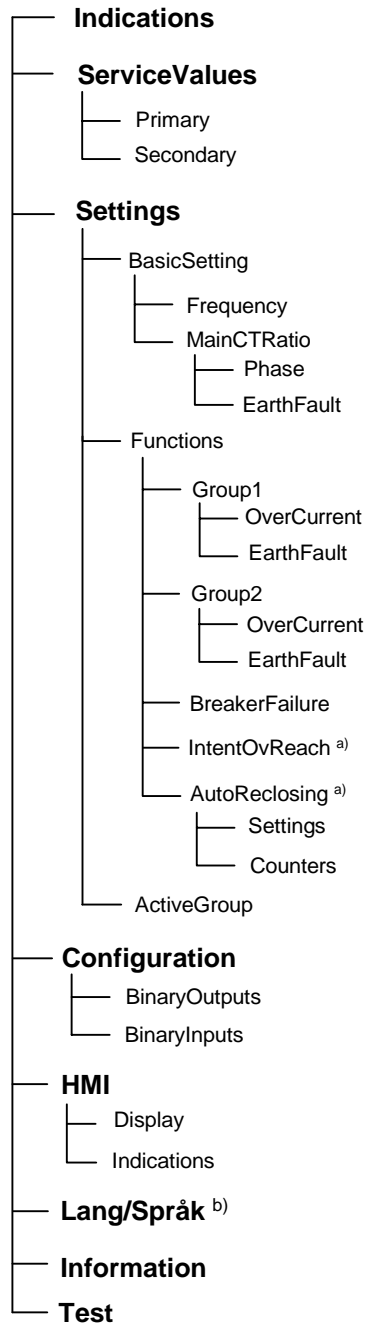 Indications
ServiceValues
Primary
Secondary
Settings
BasicSetting
Frequency
MainCTRatio
Phase
EarthFault
Functions
Group1
OverCurrent
EarthFault
Group2
OverCurrent
EarthFault
BreakerFailure
IntentOvReach a)
AutoReclosing a)
Settings
Counters
ActiveGroup
Configuration
BinaryOutputs
BinaryInputs
HMI
Display
Indications
Lang/Språk b)
Information
Test